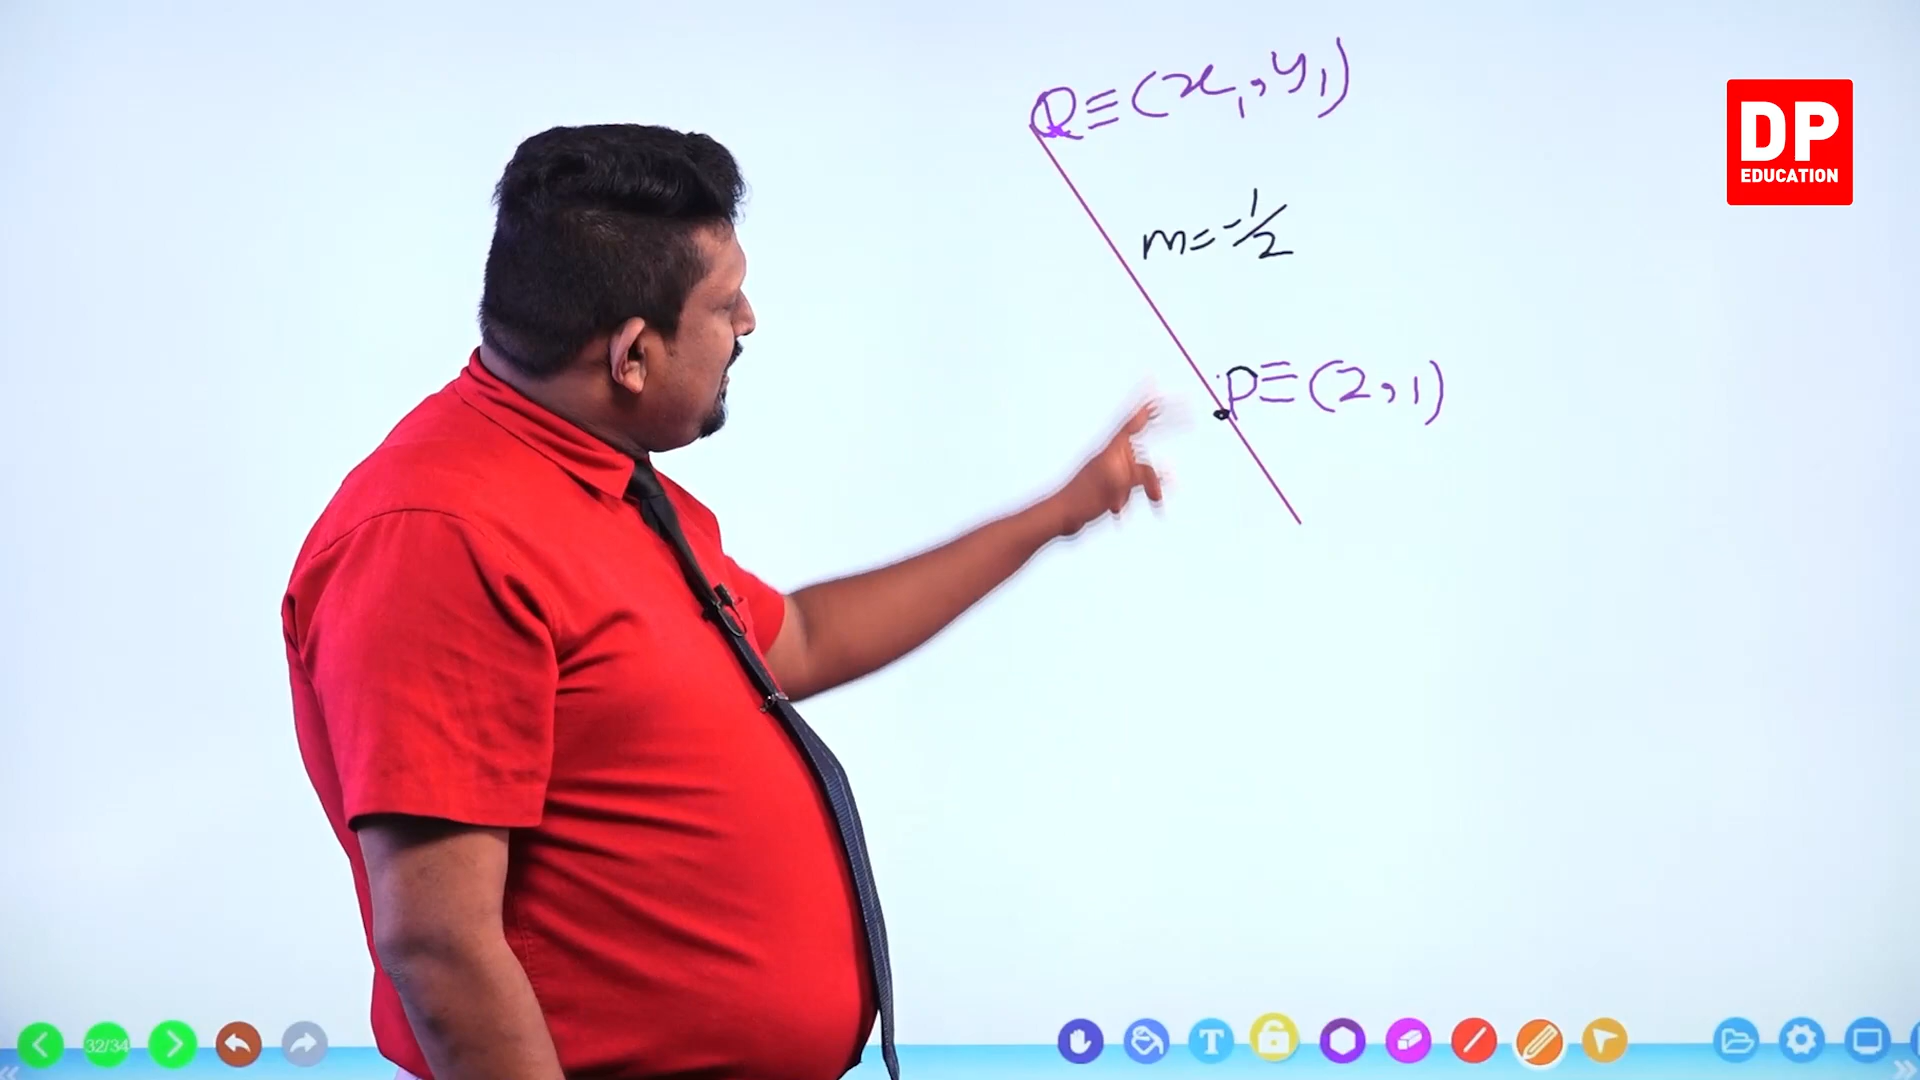 Q≡(x₁,y₁)
DP
EDUCATION
m=-1/2
P≡(2,1)
32/34
T